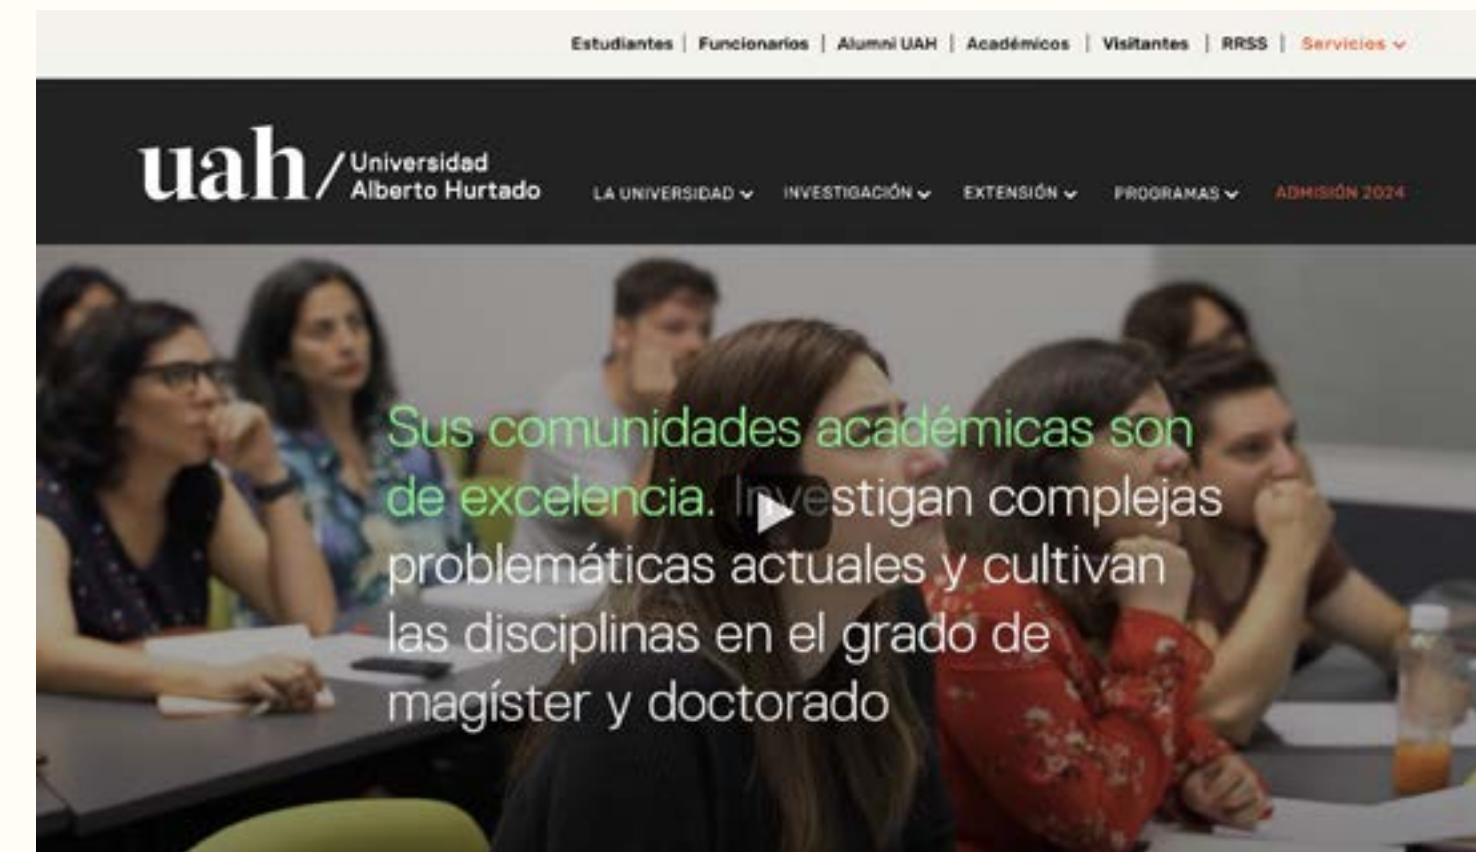 Estudiantes | Funcionarios | Alumni UAH | Académicos | Visitantes | RRSS | Servicios
uah / Universidad
Alberto Hurtado
LA UNIVERSIDAD INVESTIGACIÓN EXTENSIÓN PROGRAMAS ADMISIÓN 2024
Sus comunidades académicas son
de excelencia. Investigan complejas
problemáticas actuales y cultivan
las disciplinas en el grado de
magíster y doctorado